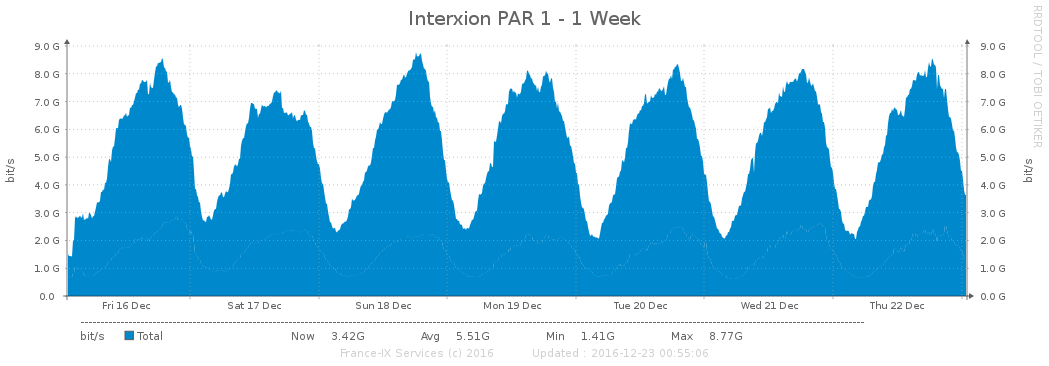 Interxion PAR 1 - 1 Week
RRDTOOL / TOBI OETIKER
9.0 G 9.0 G
8.0 G 8.0 G
7.0 G 7.0 G
6.0 G 6.0 G
5.0 G 5.0 G
4.0 G 4.0 G
3.0 G 3.0 G
2.0 G 2.0 G
1.0 G 1.0 G
0.0 0.0 G
bit/s
bit/s
Fri 16 Dec Sat 17 Dec Sun 18 Dec Mon 19 Dec Tue 20 Dec Wed 21 Dec Thu 22 Dec
bit/s Total Now 3.42G Avg 5.51G Min 1.41G Max 8.77G
France-IX Services (c) 2016 Updated : 2016-12-23 00:55:06